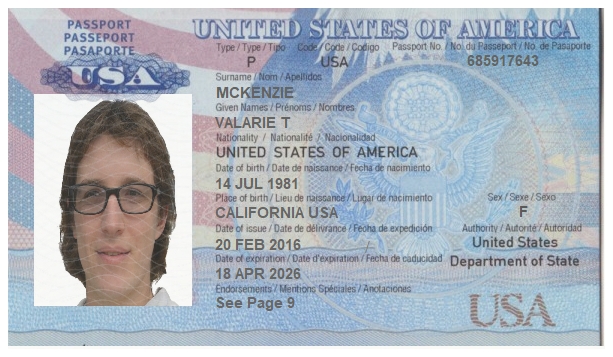 PASSPORT
PASSEPORT
PASAPORTE
USA
UNITED STATES OF AMERICA
Type / Type / Tipo Code / Code / Codigo Passport No. / No. du Passeport / No. de Pasaporte
P USA 685917643
Surname / Nom / Apellidos
MCKENZIE
Given Names / Prénoms / Nombres
VALARIE T
Nationality / Nationalité / Nacionalidad
UNITED STATES OF AMERICA
Date of birth / Date de naissance / Fecha de nacimiento
14 JUL 1981
Place of birth / Lieu de naissance / Lugar de nacimiento Sex / Sexe / Sexo
CALIFORNIA USA F
Date of issue / Date de délivrance / Fecha de expedición Authority / Autorité / Autoridad
20 FEB 2016 United States
Date of expiration / Date d'expiration / Fecha de caducidad Department of State
18 APR 2026
Endorsements / Mentions Spéciales / Anotaciones
See Page 9
USA